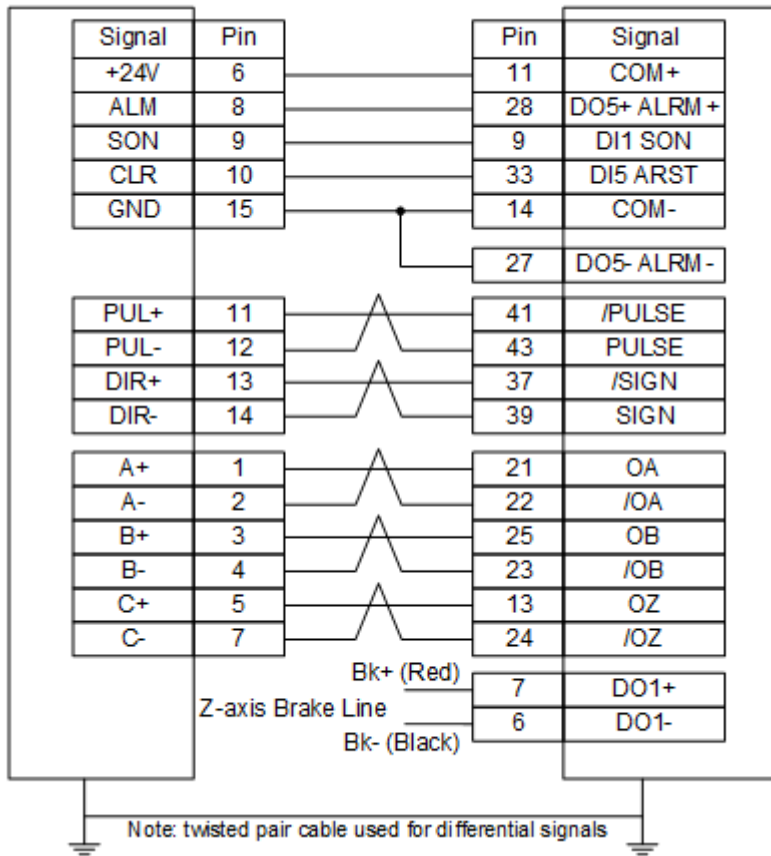 Signal Pin Pin Signal
+24V 6 11 COM+
ALM 8 28 DO5+ ALRM+
SON 9 9 DI1 SON
CLR 10 33 DI5 ARST
GND 15 14 COM-
27 DO5- ALRM-
PUL+ 11 41 /PULSE
PUL- 12 43 PULSE
DIR+ 13 37 /SIGN
DIR- 14 39 SIGN
A+ 1 21 OA
A- 2 22 /OA
B+ 3 25 OB
B- 4 23 /OB
C+ 5 13 OZ
C- 7 24 /OZ
Bk+ (Red) 7 DO1+
Z-axis Brake Line
Bk- (Black) 6 DO1-
Note: twisted pair cable used for differential signals